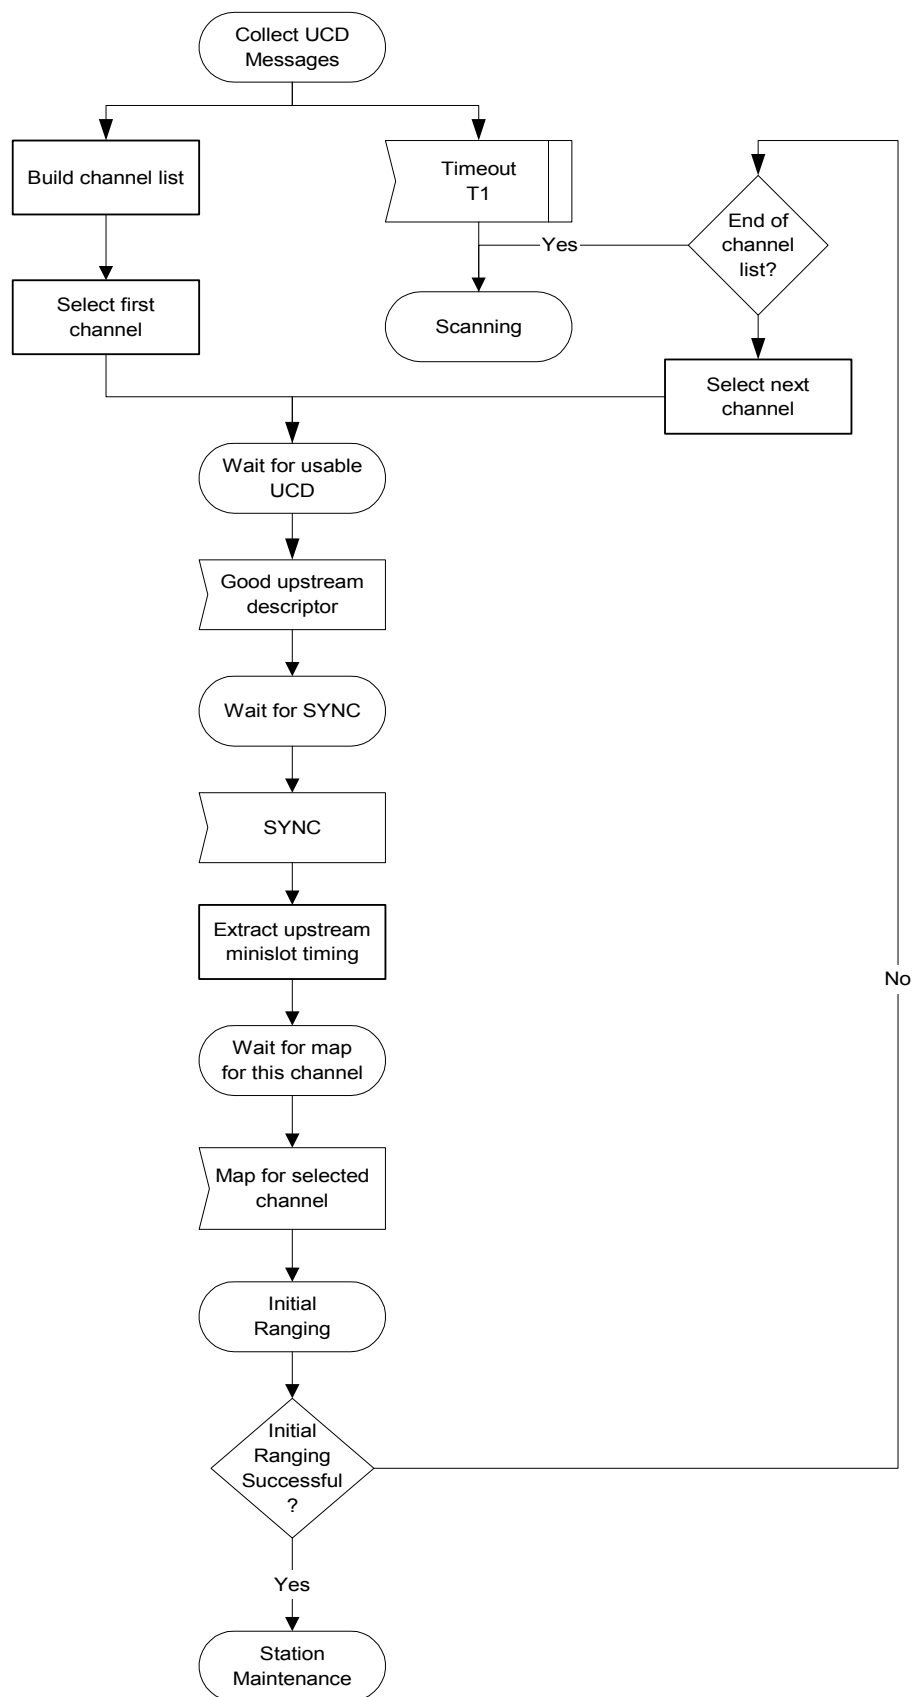 Collect UCD
Messages
Build channel list
Timeout
T1
End of
channel
list?
Yes
Select first
channel
Scanning
Select next
channel
Wait for usable
UCD
Good upstream
descriptor
Wait for SYNC
SYNC
Extract upstream
minislot timing
No
Wait for map
for this channel
Map for selected
channel
Initial
Ranging
Initial
Ranging
Successful
?
Yes
Station
Maintenance